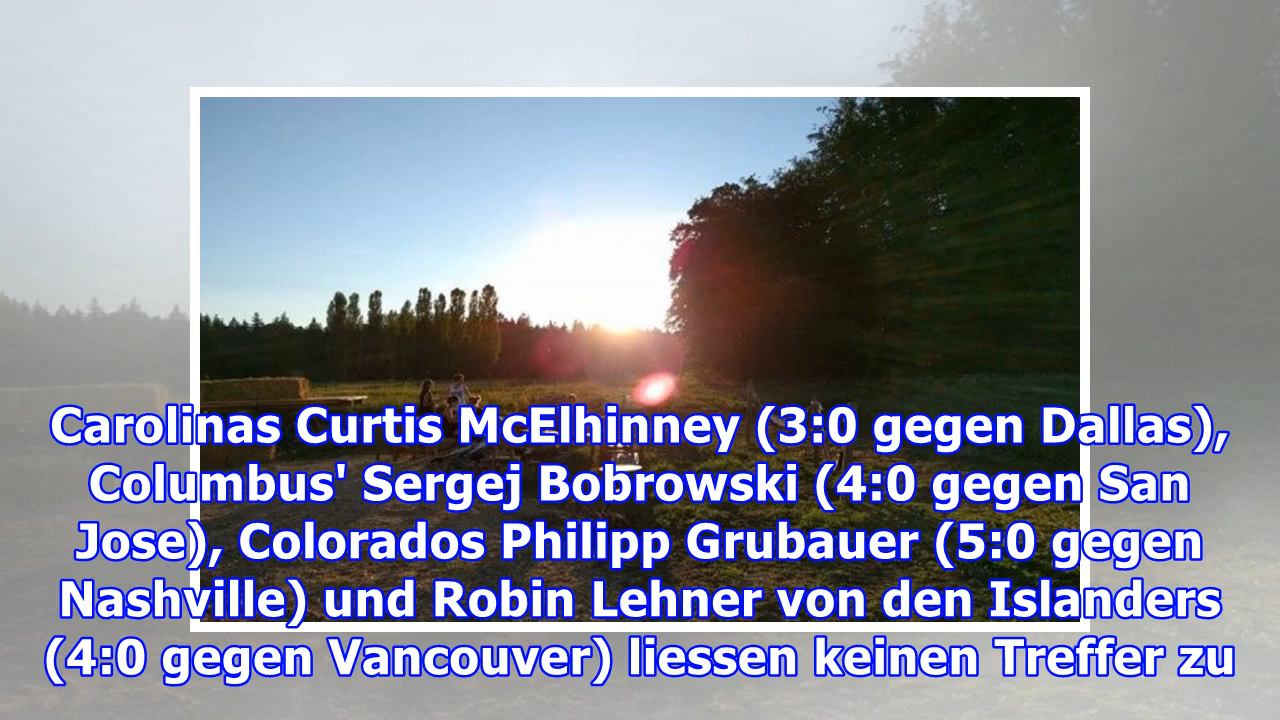 Carolinas Curtis McElhinney (3:0 gegen Dallas),
Columbus' Sergej Bobrowski (4:0 gegen San
Jose), Colorados Philipp Grubauer (5:0 gegen
Nashville) und Robin Lehner von den Islanders
(4:0 gegen Vancouver) liessen keinen Treffer zu